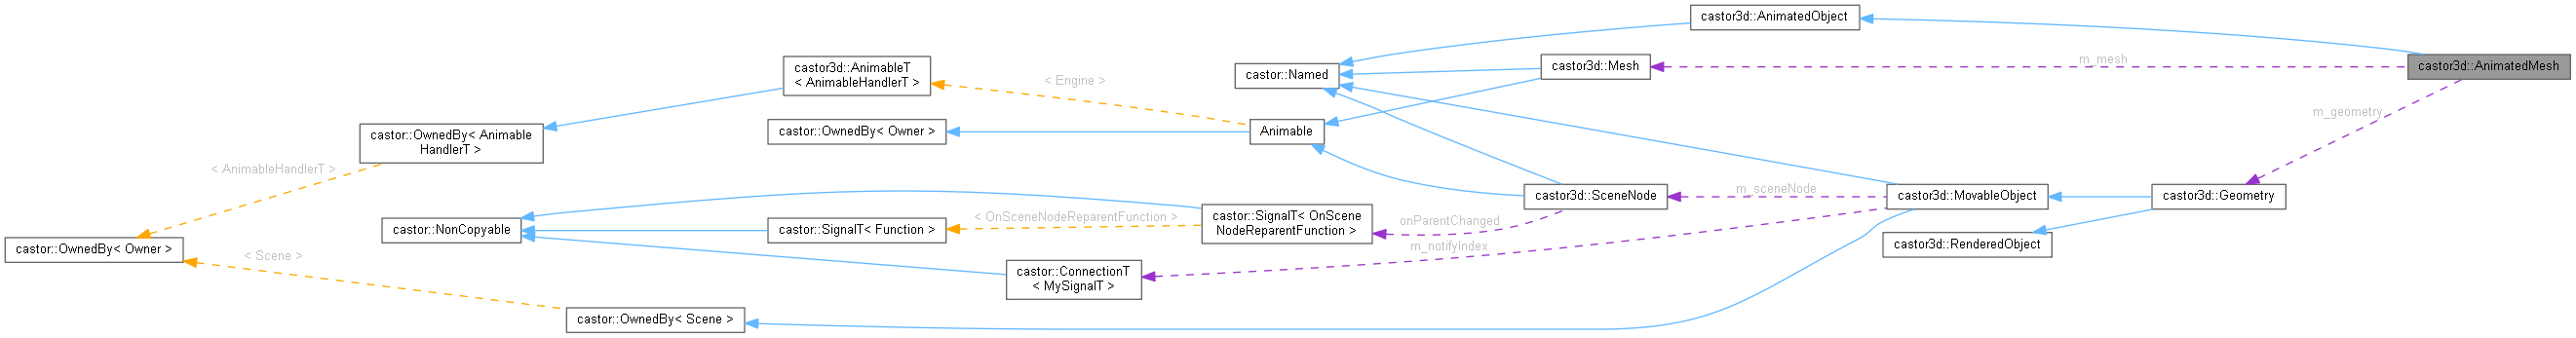 castor3d::AnimatedObject
castor3d::AnimableT
< AnimableHandlerT >
castor3d::Mesh
m_mesh
castor3d::AnimatedMesh
castor::Named
< Engine >
m_geometry
castor::OwnedBy< Animable
HandlerT >
castor::OwnedBy< Owner >
Animable
< AnimableHandlerT >
castor3d::SceneNode
m_sceneNode
castor3d::MovableObject
castor3d::Geometry
castor::NonCopyable
castor::SignalT< Function >
< OnSceneNodeReparentFunction >
castor::SignalT< OnScene
NodeReparentFunction >
onParentChanged
castor::OwnedBy< Owner >
m_notifyIndex
castor3d::RenderedObject
< Scene >
castor::ConnectionT
< MySignalT >
castor::OwnedBy< Scene >